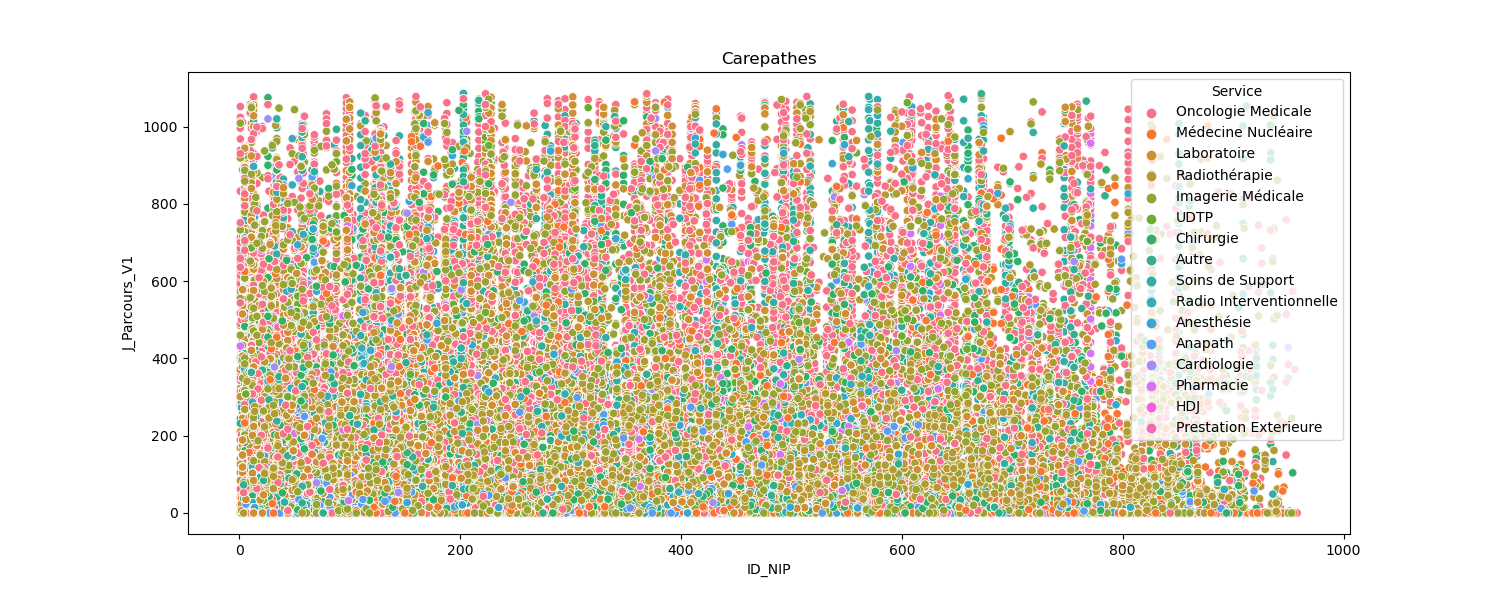 Carepathes
J_Parcours_V1
1000
800
600
400
200
0
0 200 400 600 800 1000
ID_NIP
Service
Oncologie Medicale
Médecine Nucléaire
Laboratoire
Radiothérapie
Imagerie Médicale
UDTP
Chirurgie
Autre
Soins de Support
Radio Interventionnelle
Anesthésie
Anapath
Cardiologie
Pharmacie
HDJ
Prestation Exterieure